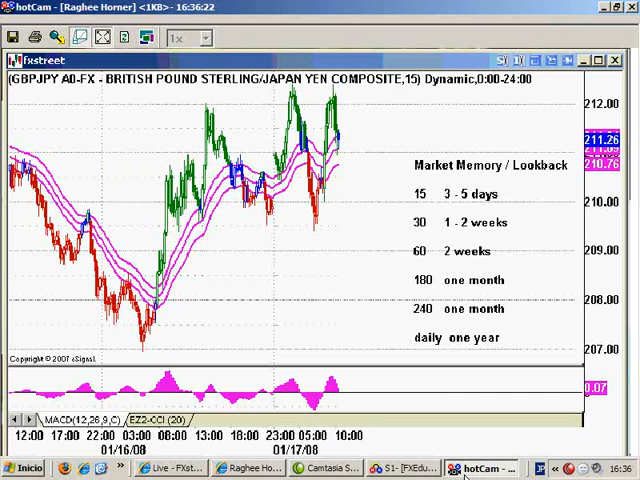 hotCam - [Raghee Horner] <1KB> - 16:36:22
1x
fxstreet
(GBPJPY A0-FX - BRITISH POUND STERLING/JAPAN YEN COMPOSITE,15) Dynamic,0:00-24:00
212.00
211.26
Market Memory / Lookback
210.76
15 3 - 5 days
210.00
30 1 - 2 weeks
209.00
60 2 weeks
180 one month
208.00
240 one month
daily one year
207.00
Copyright © 2007 eSignal.
0.07
MACD(12,26,9,C) EZ2-CCI (20)
12:00 17:00 22:00 03:00 08:00 13:00 18:00 23:00 05:00 10:00
01/16/08 01/17/08
Inicio Live - FXst... Raghee Hor... Camtasia St... S1- [FXEdu... hotCam - ... JP 16:36